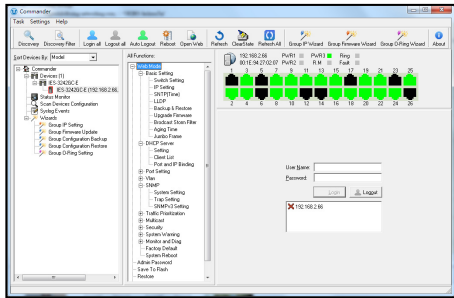 Commander
Task Settings Help
Discovery Discovery Filter Login all Logout all Auto Logout Reboot Open Web Refresh ClearState Refresh All Group IP Wizard Group Firmware Wizard Group O-Ring Wizard About
Sort Devices By: Model
Commander
Devices (1)
IES-3242GC-E
IES-3242GC-E (192.168.2.66,
Status Monitor
Scan Devices Configuration
Syslog Events
Wizards
Group IP Setting
Group Firmware Update
Group Configuration Backup
Group Configuration Restore
Group O-Ring Setting
All Functions:
Web Mode
Basic Setting
Switch Setting
IP Setting
SNTP(Time)
LLDP
Backup & Restore
Upgrade Firmware
Brodcast Storm Filter
Aging Time
Jumbo Frame
DHCP Server
Setting
Client List
Port and IP Binding
Port Setting
Vlan
SNMP
System Setting
Trap Setting
SNMPv3 Setting
Traffic Prioritization
Multicast
Security
System Warning
Monitor and Diag
Factory Default
System Reboot
Admin Password
Save To Flash
Restore
192.168.2.66 PWR1 PWR3 Ring
00:1E:94:27:02:07 PWR2 R.M Fault
1 3 5 7 9 11 13 15 17 19 21 23 25
2 4 6 8 10 12 14 16 18 20 22 24 26
User Name:
Password:
Login Logout
192.168.2.66